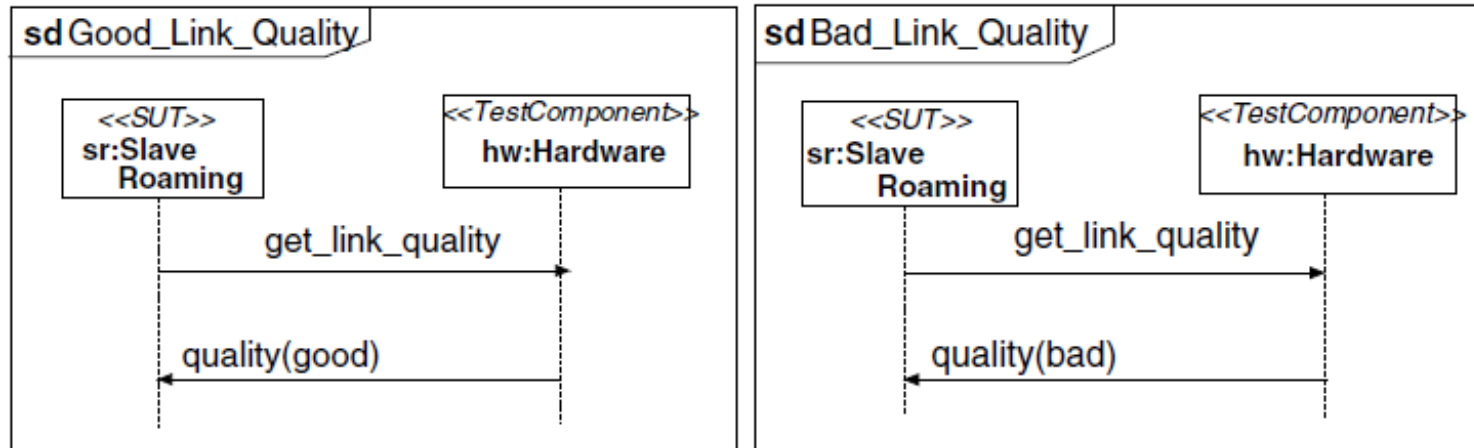 sd Good_Link_Quality
<<SUT>>
sr:Slave
Roaming
<<TestComponent>>
hw:Hardware
get_link_quality
quality(good)
sd Bad_Link_Quality
<<SUT>>
sr:Slave
Roaming
<<TestComponent>>
hw:Hardware
get_link_quality
quality(bad)